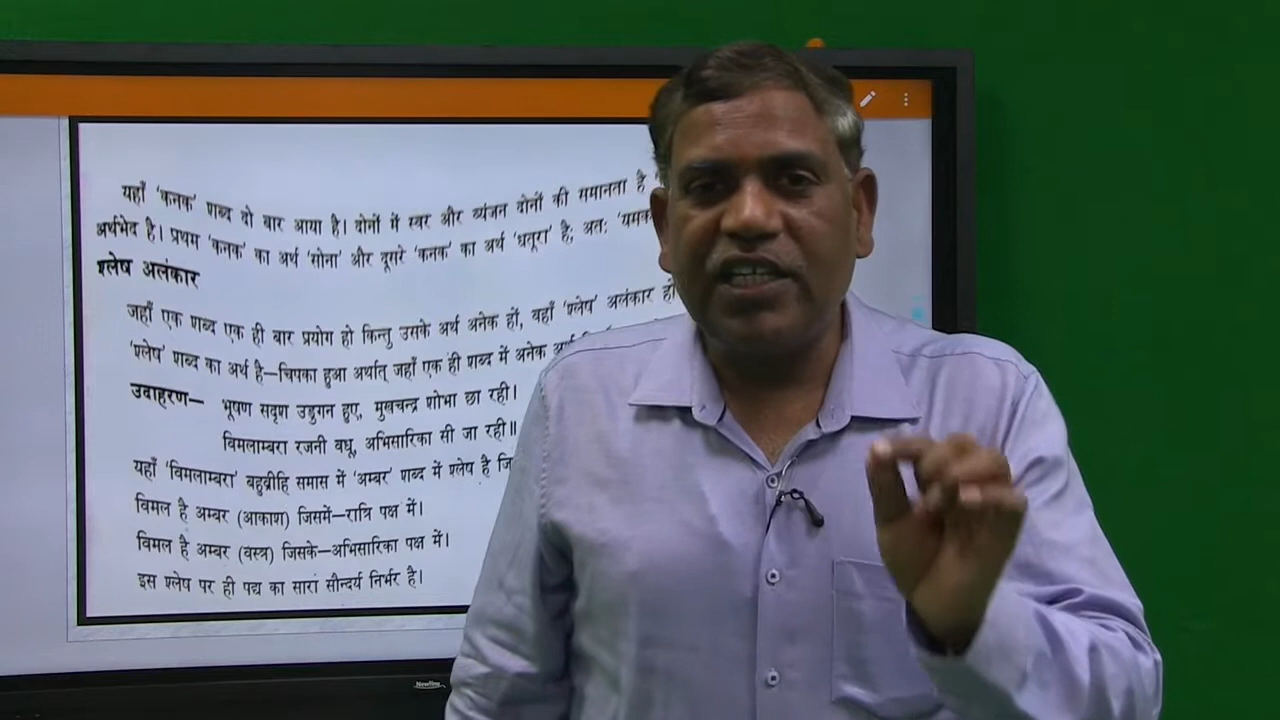 यहाँ 'कनक' शब्द दो बार आया है। दोनों में स्वर और व्यंजन दोनों की समानता है
अर्थभेद है। प्रथम 'कनक' का अर्थ 'सोना' और दूसरे 'कनक' का अर्थ 'धतूरा' है; अतः 'यमक
श्लेष अलंकार
जहाँ एक शब्द एक ही बार प्रयोग हो किन्तु उसके अर्थ अनेक हों, वहाँ 'श्लेष' अलंकार हो
'श्लेष' शब्द का अर्थ है—चिपका हुआ अर्थात् जहाँ एक ही शब्द में अनेक
उदाहरण— भूषण सदृश उडुगन हुए, मुखचन्द्र शोभा छा रही।
विमलाम्बरा रजनी वधू, अभिसारिका सी जा रही॥
यहाँ 'विमलाम्बरा' बहुब्रीहि समास में 'अम्बर' शब्द में श्लेष है
विमल है अम्बर (आकाश) जिसमें—रात्रि पक्ष में।
विमल है अम्बर (वस्त्र) जिसके—अभिसारिका पक्ष में।
इस श्लेष पर ही पद्य का सारा सौन्दर्य निर्भर है।
Newline